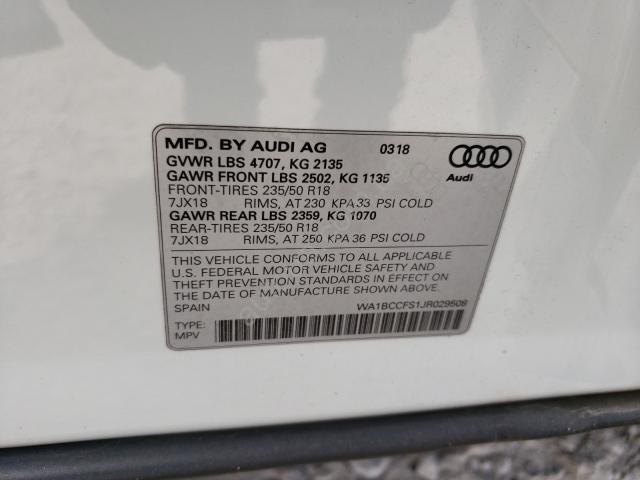 MFD. BY AUDI AG 0318
GVWR LBS 4707, KG 2135
GAWR FRONT LBS 2502, KG 1135
FRONT-TIRES 235/50 R18
7JX18 RIMS, AT 230 KPA 33 PSI COLD
GAWR REAR LBS 2359, KG 1070
REAR-TIRES 235/50 R18
7JX18 RIMS, AT 250 KPA 36 PSI COLD
Audi
THIS VEHICLE CONFORMS TO ALL APPLICABLE
U.S. FEDERAL MOTOR VEHICLE SAFETY AND
THEFT PREVENTION STANDARDS IN EFFECT ON
THE DATE OF MANUFACTURE SHOWN ABOVE.
SPAIN WA1BCCFS1JR029508
TYPE:
MPV